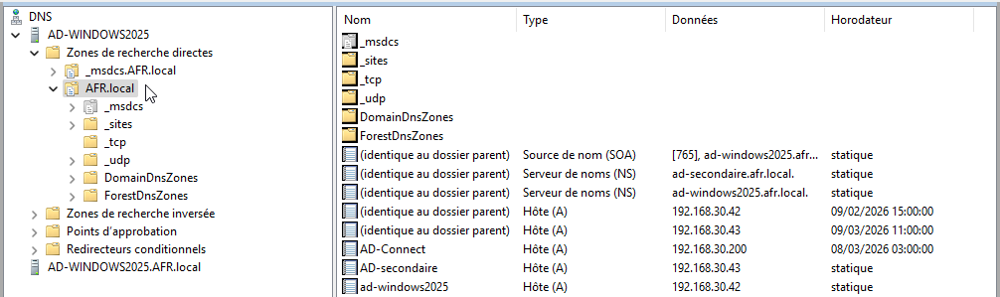 DNS
AD-WINDOWS2025
Zones de recherche directes
_msdcs.AFR.local
AFR.local
_msdcs
_sites
_tcp
_udp
DomainDnsZones
ForestDnsZones
Zones de recherche inversée
Points d'approbation
Redirecteurs conditionnels
AD-WINDOWS2025.AFR.local
Nom Type Données Horodateur
_msdcs
_sites
_tcp
_udp
DomainDnsZones
ForestDnsZones
(identique au dossier parent) Source de nom (SOA) [765], ad-windows2025.afr... statique
(identique au dossier parent) Serveur de noms (NS) ad-secondaire.afr.local. statique
(identique au dossier parent) Serveur de noms (NS) ad-windows2025.afr.local. statique
(identique au dossier parent) Hôte (A) 192.168.30.42 09/02/2026 15:00:00
(identique au dossier parent) Hôte (A) 192.168.30.43 09/03/2026 11:00:00
AD-Connect Hôte (A) 192.168.30.200 08/03/2026 03:00:00
AD-secondaire Hôte (A) 192.168.30.43 statique
ad-windows2025 Hôte (A) 192.168.30.42 statique